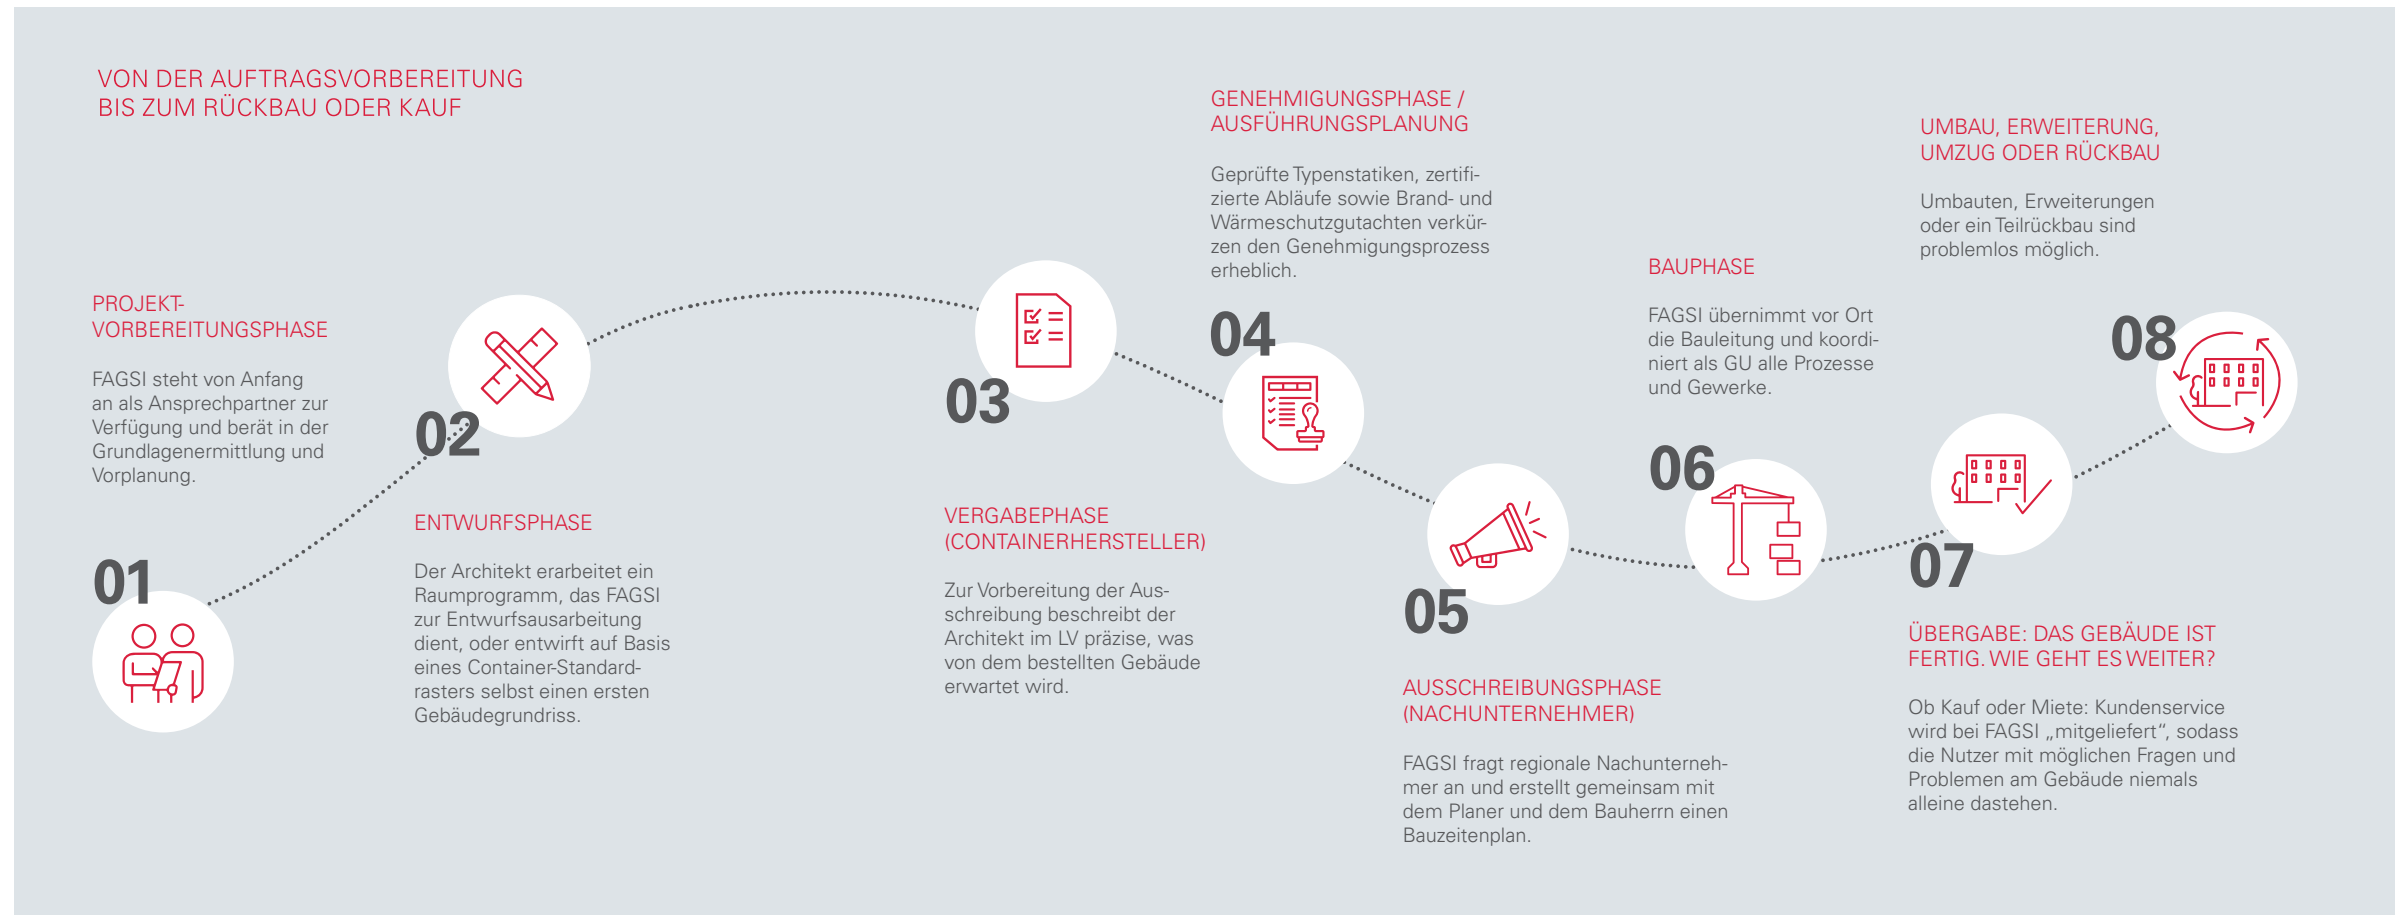 VON DER AUFTRAGSVORBEREITUNG
BIS ZUM RÜCKBAU ODER KAUF
01
PROJEKT-
VORBEREITUNGSPHASE
FAGSI steht von Anfang
an als Ansprechpartner zur
Verfügung und berät in der
Grundlagenermittlung und
Vorplanung.
02
ENTWURFSPHASE
Der Architekt erarbeitet ein
Raumprogramm, das FAGSI
zur Entwurfsausarbeitung
dient, oder entwirft auf Basis
eines Container-Standard-
rasters selbst einen ersten
Gebäudegrundriss.
03
VERGABEPHASE
(CONTAINERHERSTELLER)
Zur Vorbereitung der Aus-
schreibung beschreibt der
Architekt im LV präzise, was
von dem bestellten Gebäude
erwartet wird.
GENEHMIGUNGSPHASE /
AUSFÜHRUNGSPLANUNG
Geprüfte Typenstatiken, zertifi-
zierte Abläufe sowie Brand- und
Wärmeschutzgutachten verkür-
zen den Genehmigungsprozess
erheblich.
04
05
AUSSCHREIBUNGSPHASE
(NACHUNTERNEHMER)
FAGSI fragt regionale Nachunterneh-
mer an und erstellt gemeinsam mit
dem Planer und dem Bauherrn einen
Bauzeitenplan.
BAUPHASE
FAGSI übernimmt vor Ort
die Bauleitung und koordi-
niert als GU alle Prozesse
und Gewerke.
06
07
ÜBERGABE: DAS GEBÄUDE IST
FERTIG. WIE GEHT ES WEITER?
Ob Kauf oder Miete: Kundenservice
wird bei FAGSI „mitgeliefert“, sodass
die Nutzer mit möglichen Fragen und
Problemen am Gebäude niemals
alleine dastehen.
UMBAU, ERWEITERUNG,
UMZUG ODER RÜCKBAU
Umbauten, Erweiterungen
oder ein Teilrückbau sind
problemlos möglich.
08